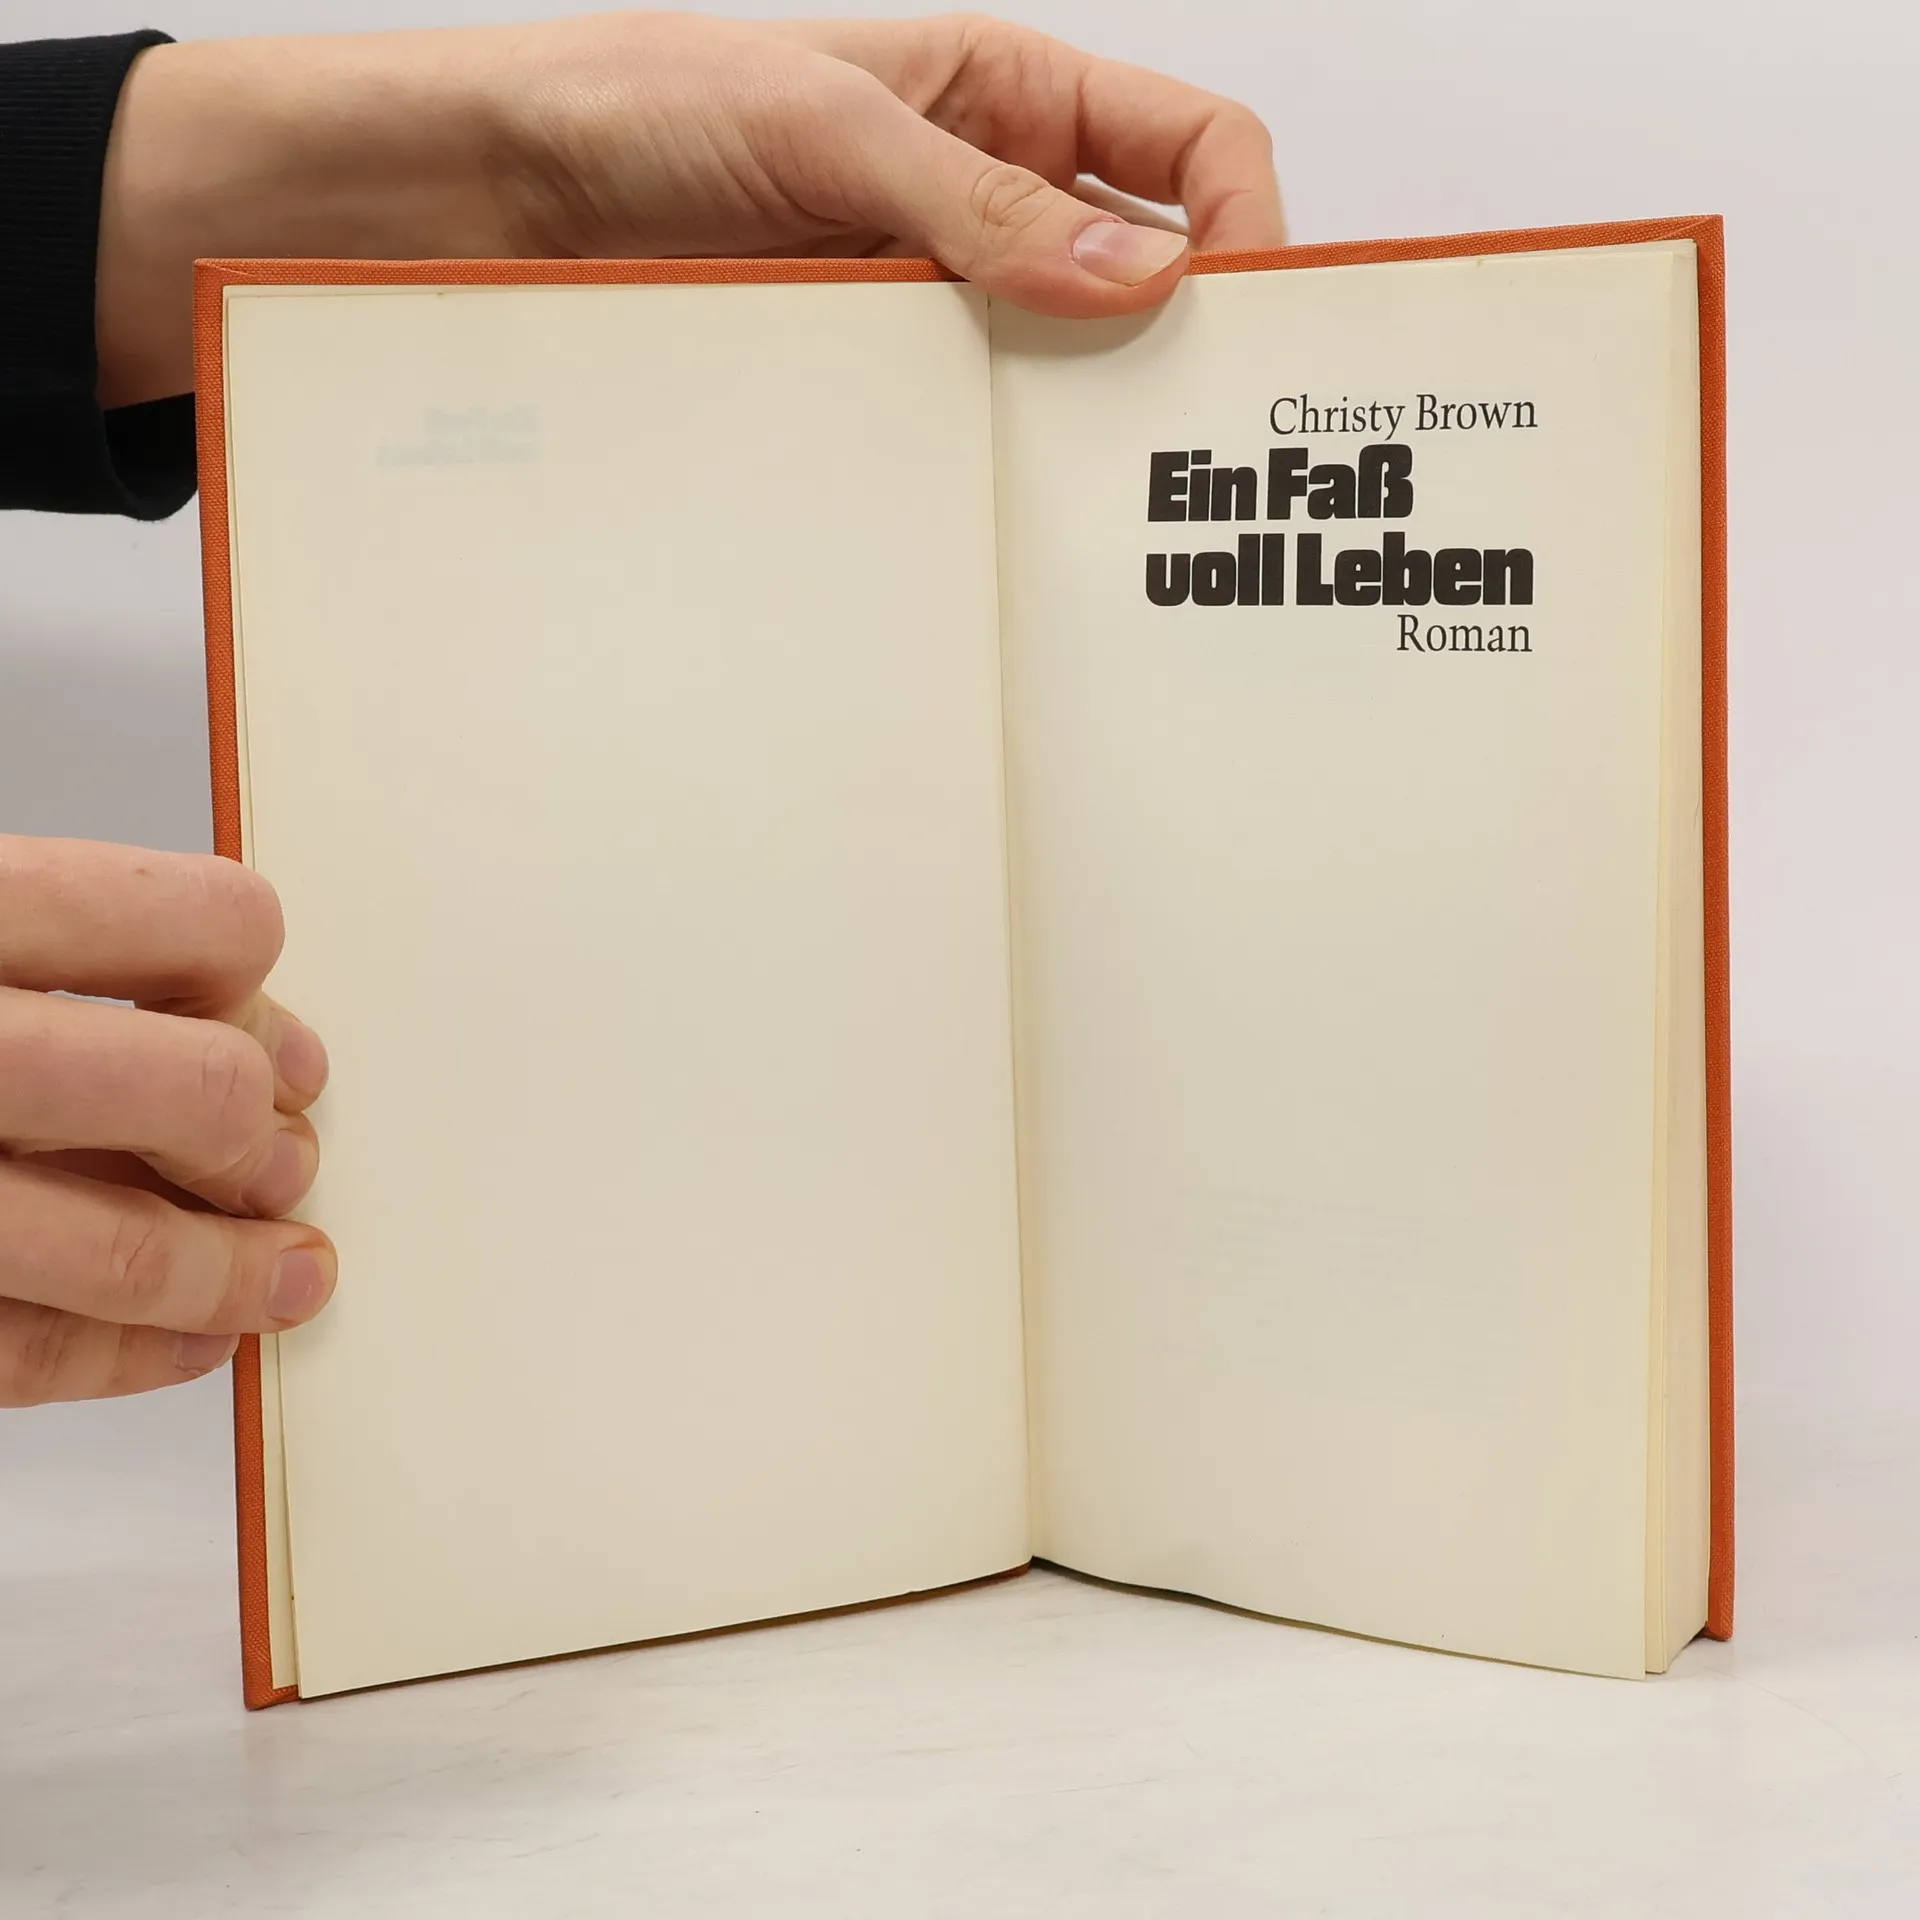 Christy Brown
Ein Faß
voll Leben
Roman